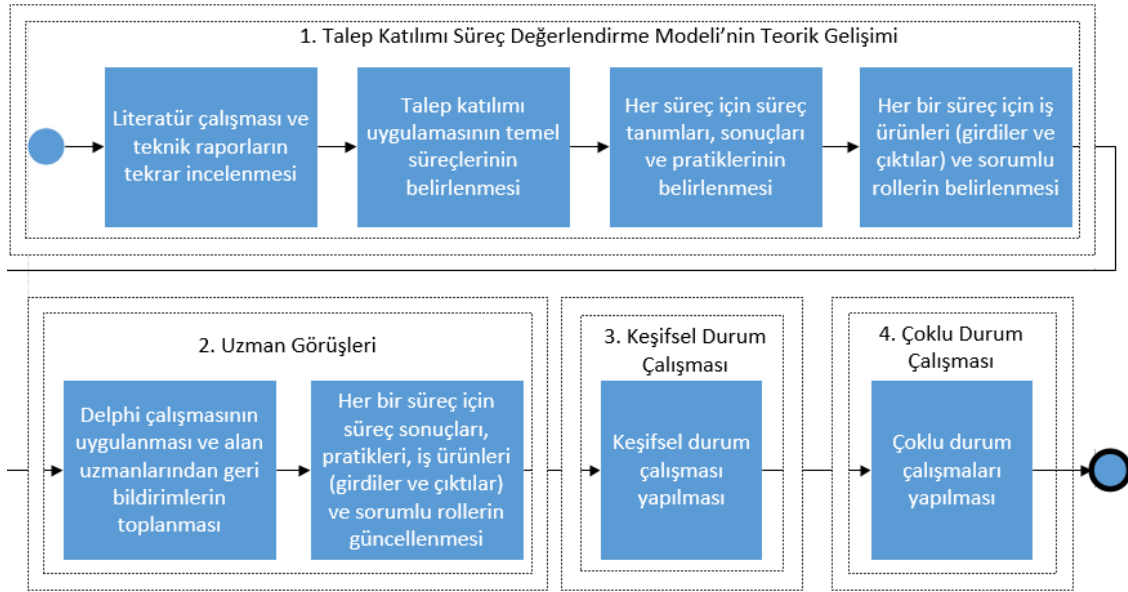 1. Talep Katılımı Süreç Değerlendirme Modeli’nin Teorik Gelişimi
Literatür çalışması ve
teknik raporların
tekrar incelenmesi
Talep katılımı
uygulamasının temel
süreçlerinin
belirlenmesi
Her süreç için süreç
tanımları, sonuçları
ve pratiklerinin
belirlenmesi
Her bir süreç için iş
ürünleri (girdiler ve
çıktılar) ve sorumlu
rollerin belirlenmesi
2. Uzman Görüşleri
Delphi çalışmasının
uygulanması ve alan
uzmanlarından geri
bildirimlerin
toplanması
Her bir süreç için
süreç sonuçları,
pratikleri, iş ürünleri
(girdiler ve çıktılar)
ve sorumlu rollerin
güncellenmesi
3. Keşifsel Durum
Çalışması
Keşifsel durum
çalışması
yapılması
4. Çoklu Durum
Çalışması
Çoklu durum
çalışmaları
yapılması